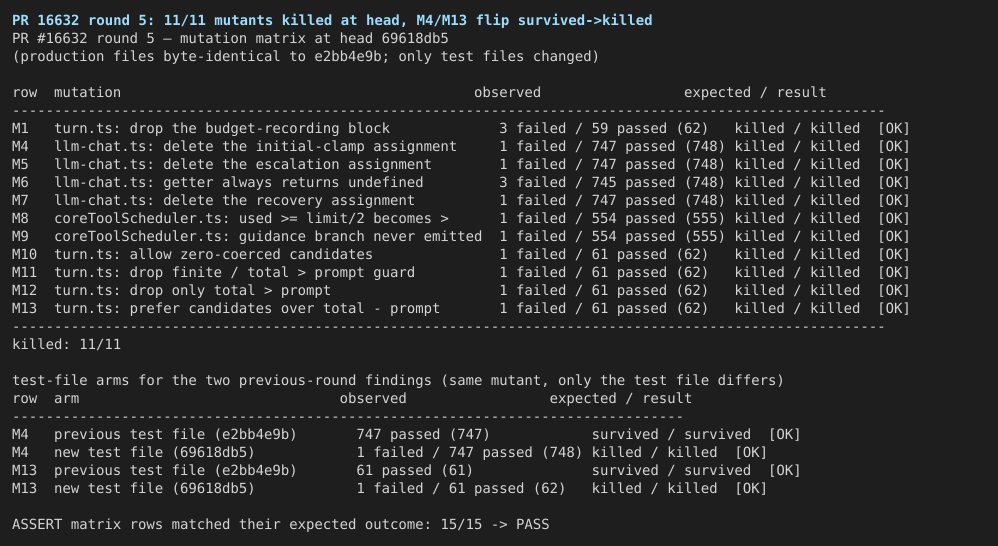 PR 16632 round 5: 11/11 mutants killed at head, M4/M13 flip survived->killed
PR #16632 round 5 — mutation matrix at head 69618db5
(production files byte-identical to e2bb4e9b; only test files changed)
row  mutation                                           observed                 expected / result
---------------------------------------------------------------------------------------------------------
M1   turn.ts: drop the budget-recording block             3 failed / 59 passed (62)   killed / killed  [OK]
M4   llm-chat.ts: delete the initial-clamp assignment     1 failed / 747 passed (748) killed / killed  [OK]
M5   llm-chat.ts: delete the escalation assignment        1 failed / 747 passed (748) killed / killed  [OK]
M6   llm-chat.ts: getter always returns undefined         3 failed / 745 passed (748) killed / killed  [OK]
M7   llm-chat.ts: delete the recovery assignment          1 failed / 747 passed (748) killed / killed  [OK]
M8   coreToolScheduler.ts: used >= limit/2 becomes >      1 failed / 554 passed (555) killed / killed  [OK]
M9   coreToolScheduler.ts: guidance branch never emitted  1 failed / 554 passed (555) killed / killed  [OK]
M10  turn.ts: allow zero-coerced candidates               1 failed / 61 passed (62)   killed / killed  [OK]
M11  turn.ts: drop finite / total > prompt guard          1 failed / 61 passed (62)   killed / killed  [OK]
M12  turn.ts: drop only total > prompt                    1 failed / 61 passed (62)   killed / killed  [OK]
M13  turn.ts: prefer candidates over total - prompt       1 failed / 61 passed (62)   killed / killed  [OK]
---------------------------------------------------------------------------------------------------------
killed: 11/11
test-file arms for the two previous-round findings (same mutant, only the test file differs)
row  arm                               observed                 expected / result
---------------------------------------------------------------------------------
M4   previous test file (e2bb4e9b)       747 passed (747)            survived / survived  [OK]
M4   new test file (69618db5)            1 failed / 747 passed (748) killed / killed  [OK]
M13  previous test file (e2bb4e9b)       61 passed (61)              survived / survived  [OK]
M13  new test file (69618db5)            1 failed / 61 passed (62)   killed / killed  [OK]
ASSERT matrix rows matched their expected outcome: 15/15 -> PASS